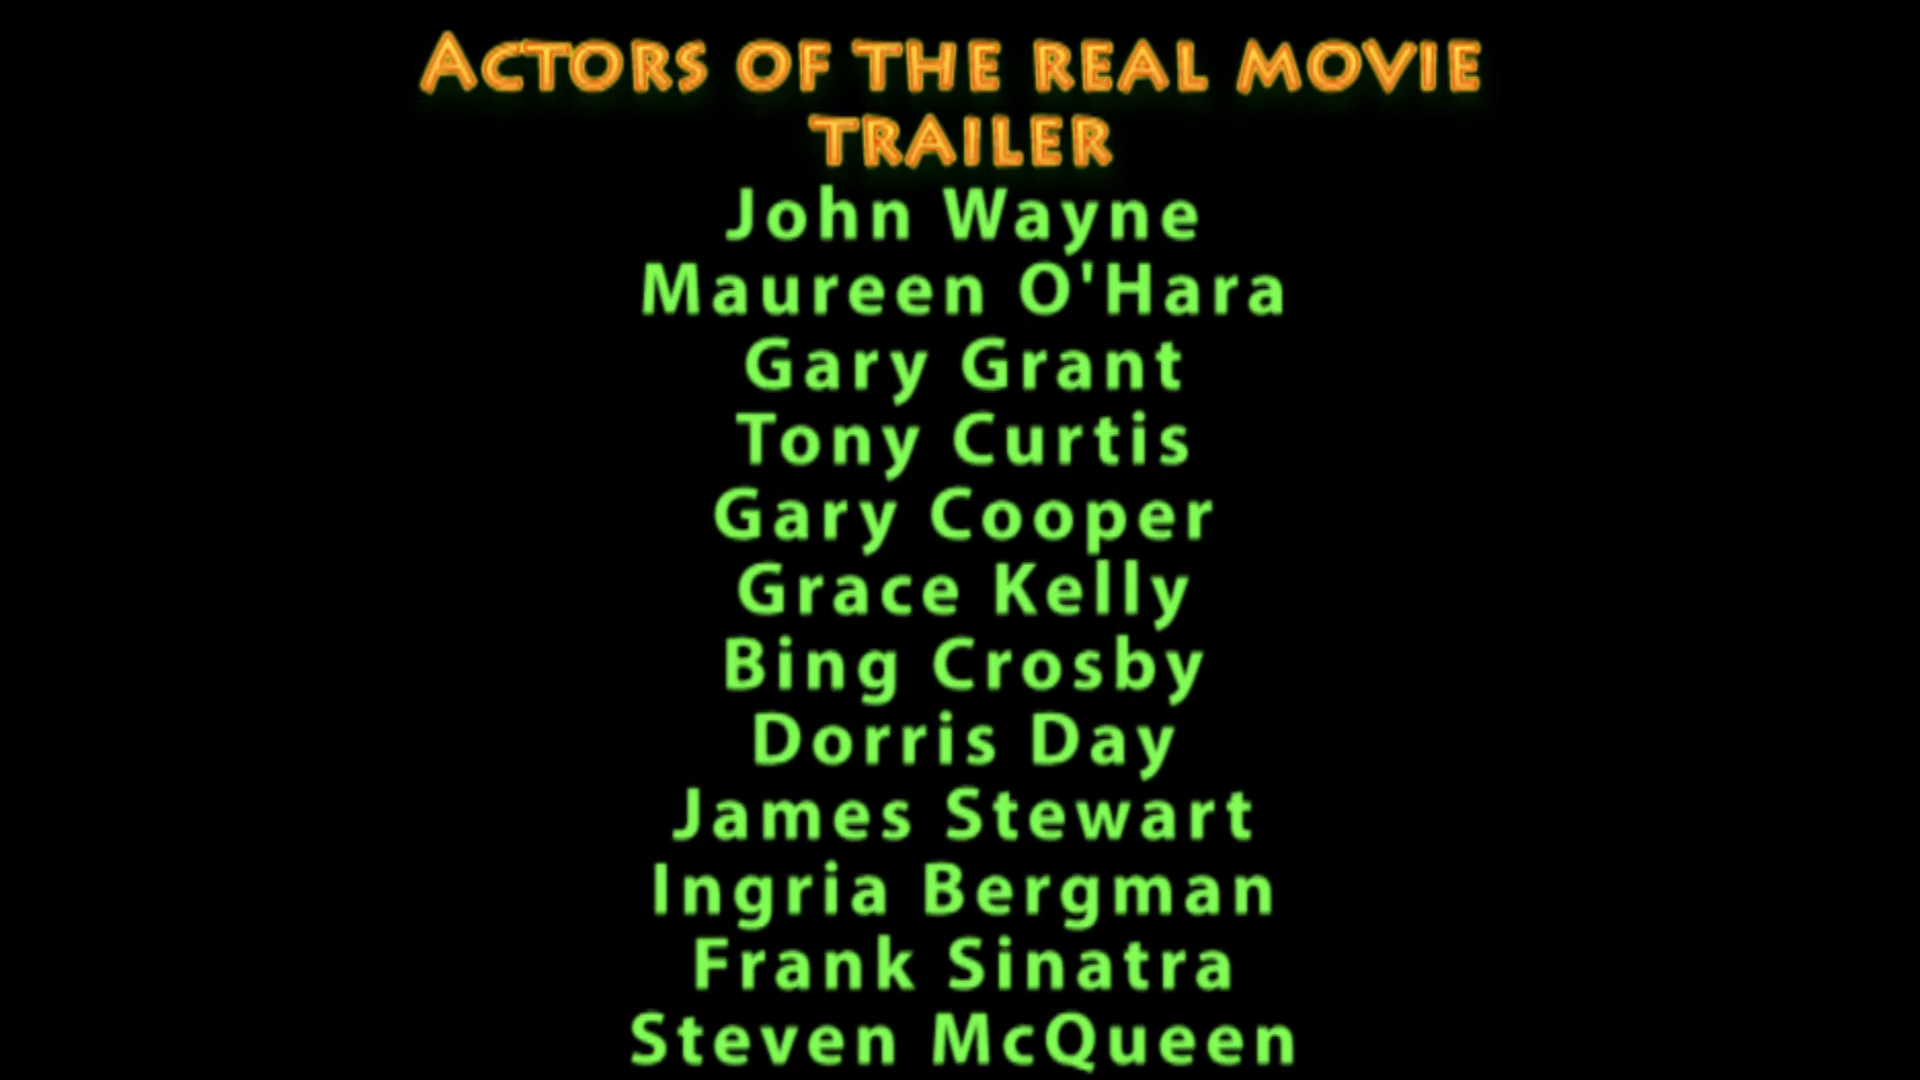 ACTORS OF THE REAL MOVIE
TRAILER
John Wayne
Maureen O'Hara
Gary Grant
Tony Curtis
Gary Cooper
Grace Kelly
Bing Crosby
Dorris Day
James Stewart
Ingria Bergman
Frank Sinatra
Steven McQueen